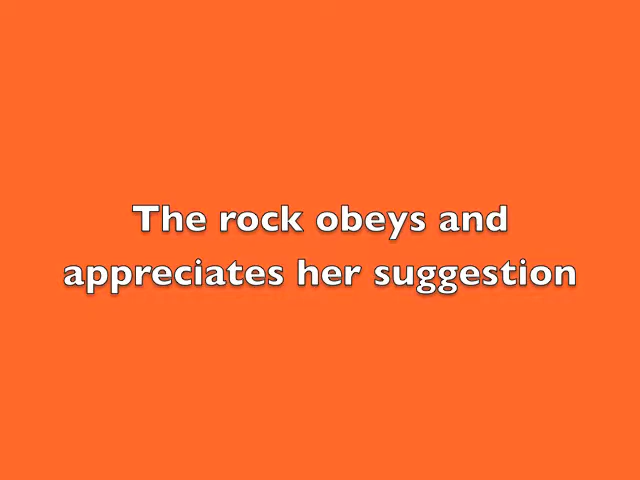 The rock obeys and
appreciates her suggestion